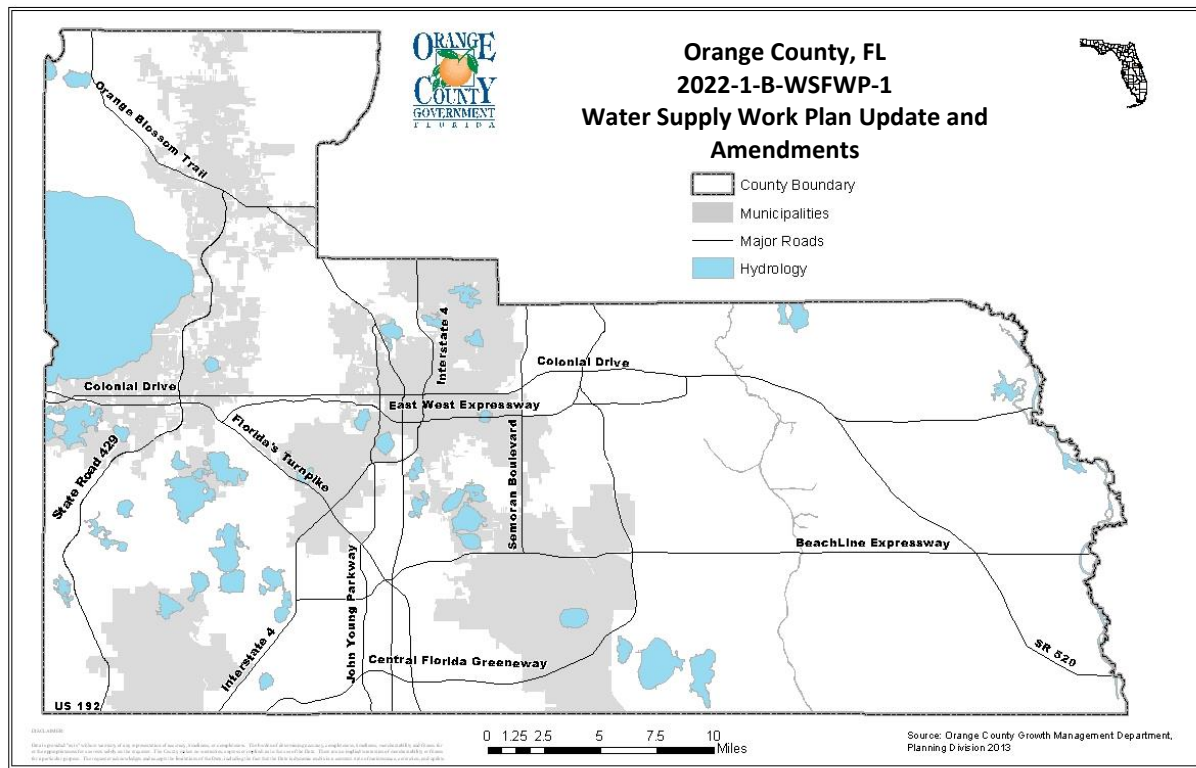 ORANGE
COUNTY
GOVERNMENT
FLORIDA
Orange County, FL
2022-1-B-WSFWP-1
Water Supply Work Plan Update and
Amendments
County Boundary
Municipalities
Major Roads
Hydrology
Orange Blossom Trail
Interstate 4
Colonial Drive
Colonial Drive
East West Expressway
Florida's Turnpike
State Road 429
Semoran Boulevard
BeachLine Expressway
John Young Parkway
Interstate 4
Central Florida Greeneway
SR 520
US 192
DISCLAIMER:
0 1.25 2.5 5 7.5 10
Miles
Source: Orange County Growth Management Department,